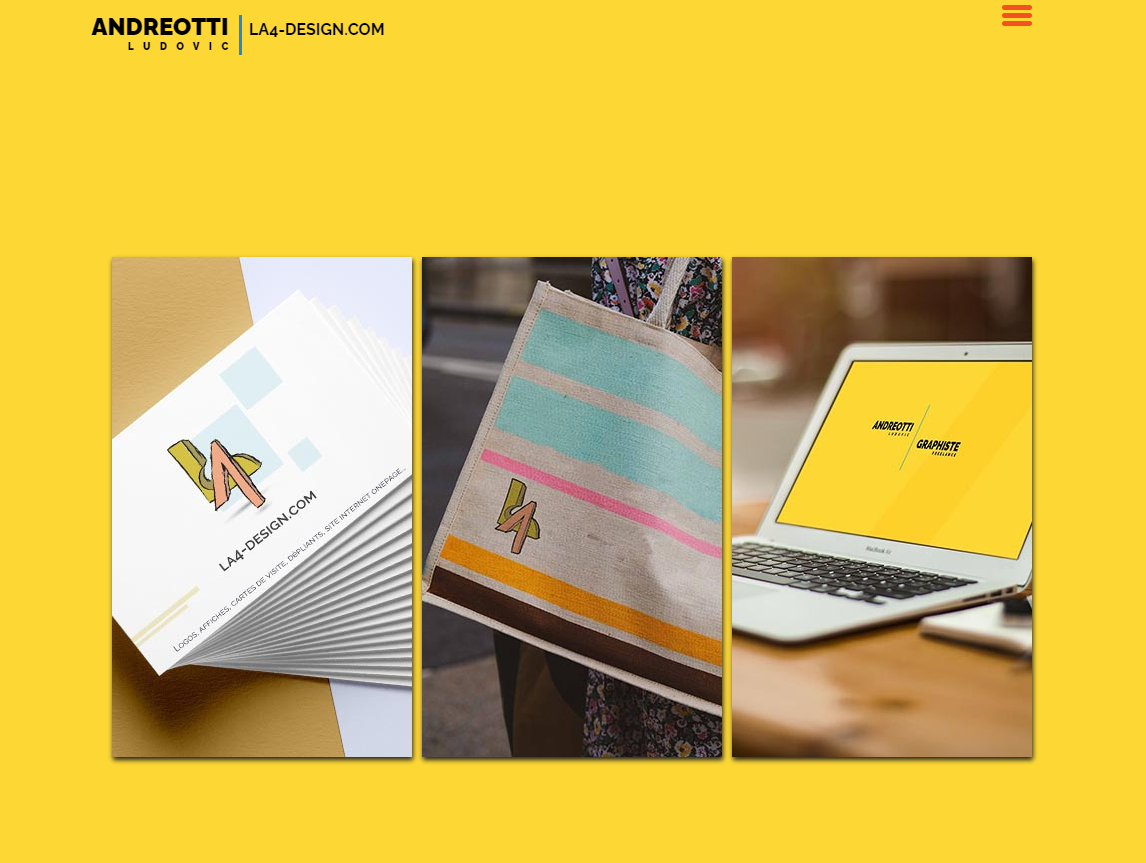 ANDREOTTI
LUDOVIC
LA4-DESIGN.COM
LA4-DESIGN.COM
LOGOS, AFFICHES, CARTES DE VISITE, DÉPLIANTS, SITE INTERNET ONEPAGE...
ANDREOTTI
LUDOVIC
GRAPHISTE
FREELANCE
MacBook Air